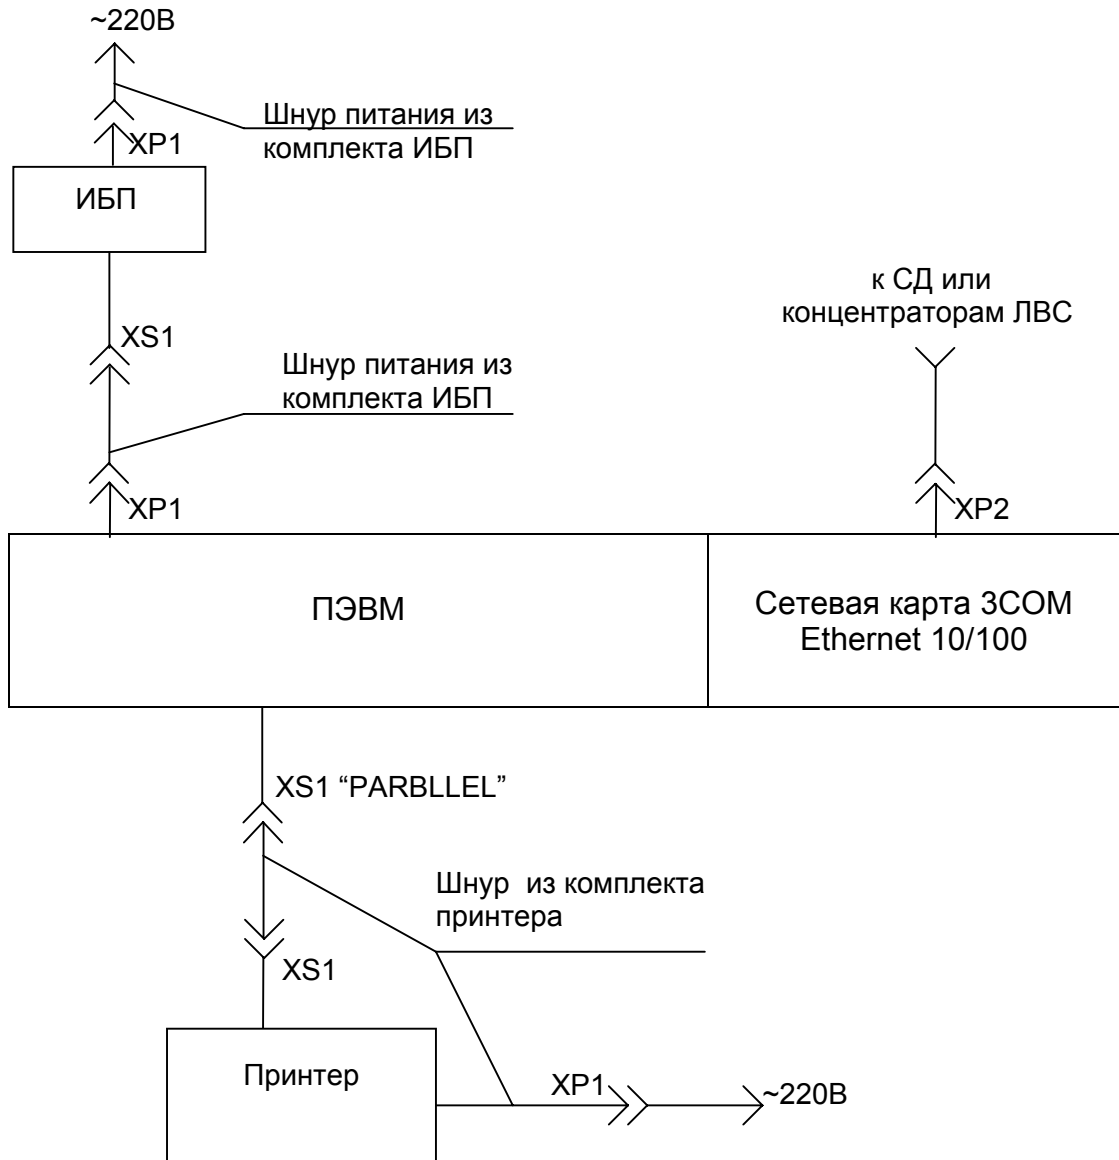 ~220В
Шнур питания из
комплекта ИБП
XP1
ИБП
к СД или
концентраторам ЛВС
XS1
Шнур питания из
комплекта ИБП
XP1
XP2
ПЭВМ
Сетевая карта 3COM
Ethernet 10/100
XS1 “PARBLLEL”
Шнур из комплекта
принтера
XS1
Принтер
XP1
~220В